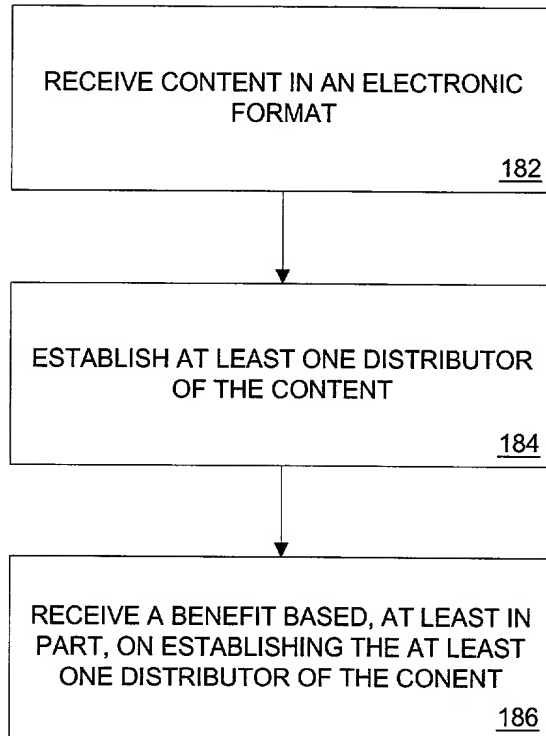 RECEIVE CONTENT IN AN ELECTRONIC
FORMAT
182
ESTABLISH AT LEAST ONE DISTRIBUTOR
OF THE CONTENT
184
RECEIVE A BENEFIT BASED, AT LEAST IN
PART, ON ESTABLISHING THE AT LEAST
ONE DISTRIBUTOR OF THE CONENT
186